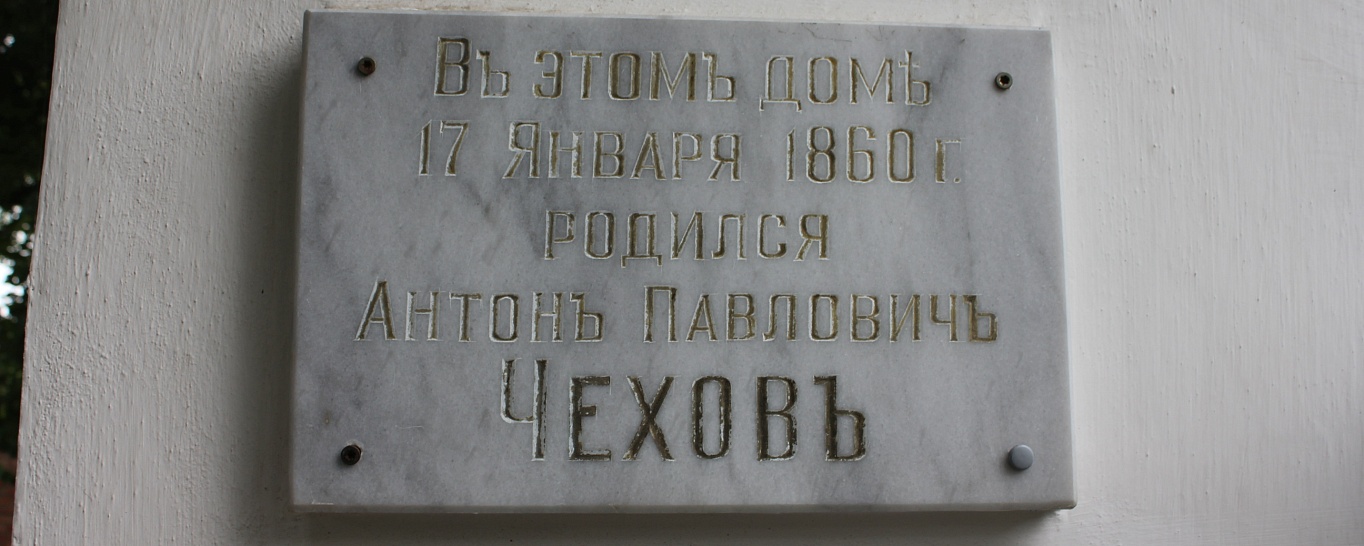 Въ этомъ домѣ
17 Января 1860 г.
родился
Антонъ Павловичъ
Чеховъ